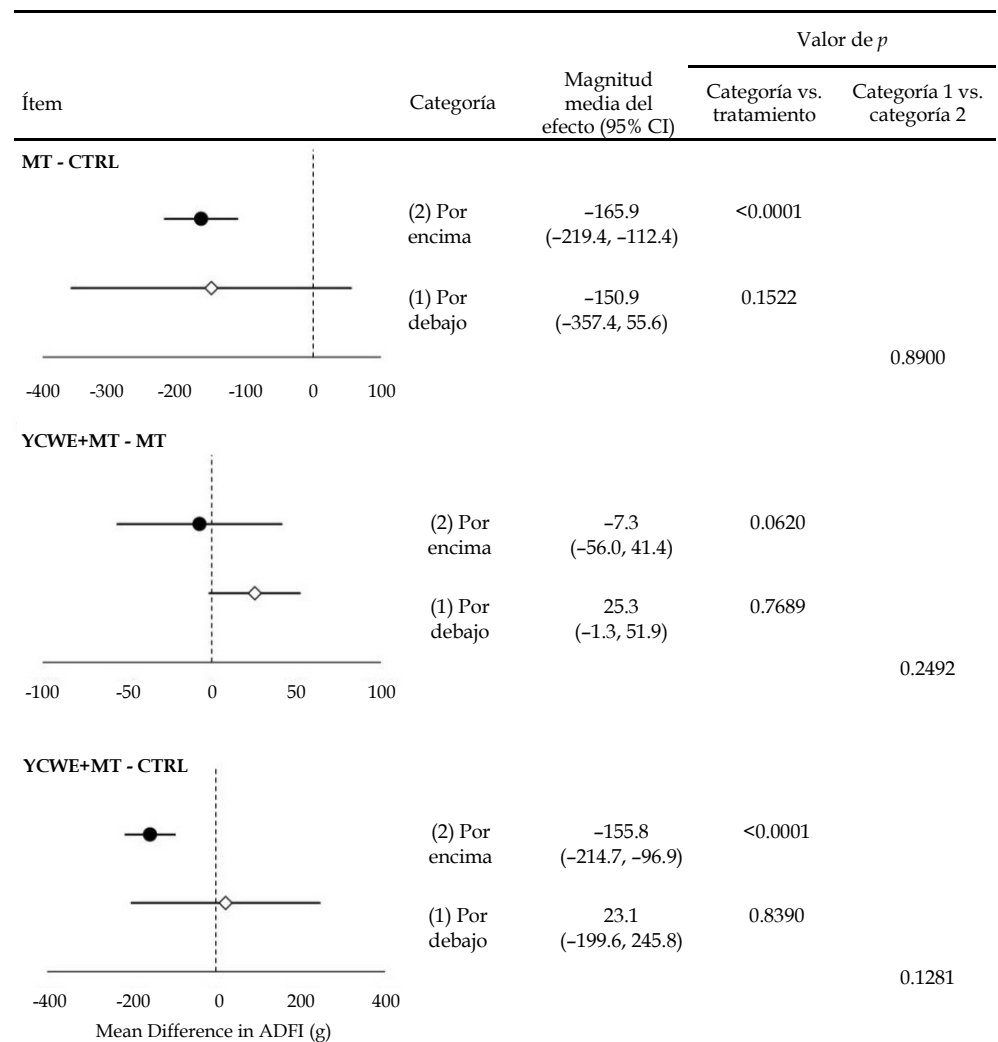 Valor de p
Ítem
Categoría
Magnitud
media del
efecto (95% CI)
Categoría vs.
tratamiento
Categoría 1 vs.
categoría 2
MT - CTRL
(2) Por
encima
–165.9
(–219.4, –112.4)
<0.0001
(1) Por
debajo
–150.9
(–357.4, 55.6)
0.1522
0.8900
-400 -300 -200 -100 0 100
YCWE+MT - MT
(2) Por
encima
–7.3
(–56.0, 41.4)
0.0620
(1) Por
debajo
25.3
(–1.3, 51.9)
0.7689
0.2492
-100 -50 0 50 100
YCWE+MT - CTRL
(2) Por
encima
–155.8
(–214.7, –96.9)
<0.0001
(1) Por
debajo
23.1
(–199.6, 245.8)
0.8390
0.1281
-400 -200 0 200 400
Mean Difference in ADFI (g)